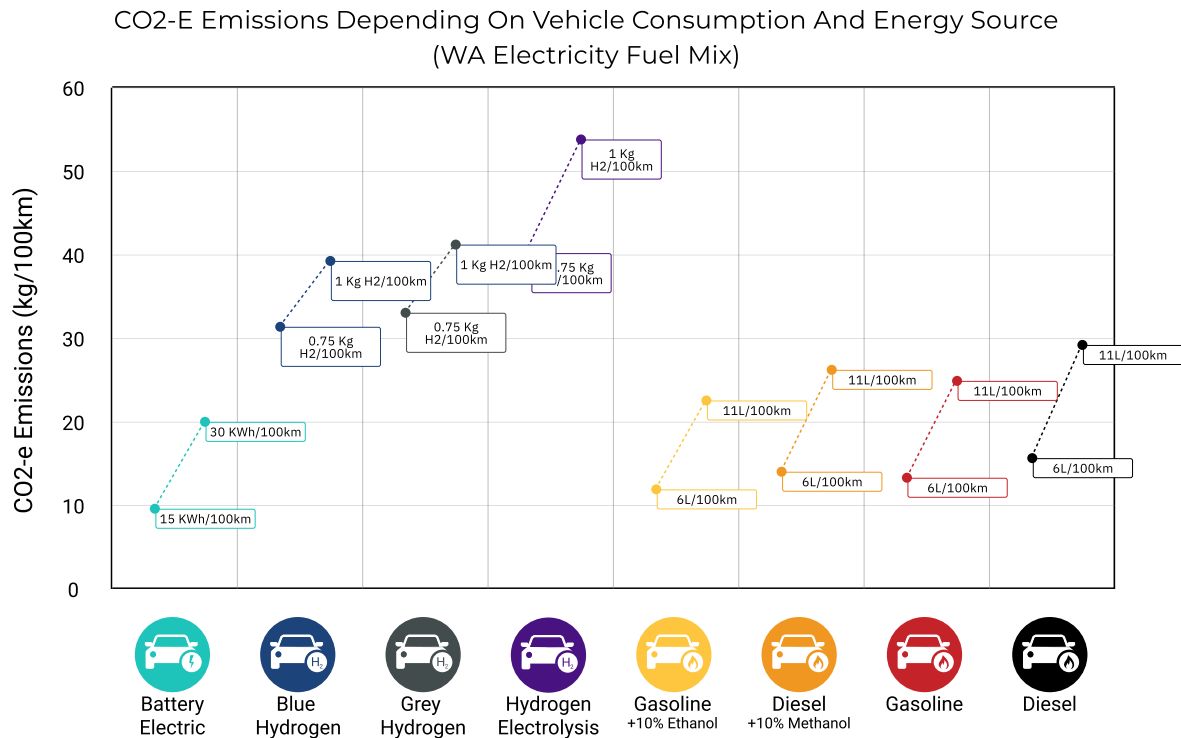 CO2-E Emissions Depending On Vehicle Consumption And Energy Source
(WA Electricity Fuel Mix)
CO2-e Emissions (kg/100km)
60
50
40
30
20
10
0
15 KWh/100km
30 KWh/100km
0.75 Kg
H2/100km
1 Kg H2/100km
0.75 Kg
H2/100km
1 Kg H2/100km
.75 Kg
/100km
1 Kg
H2/100km
6L/100km
11L/100km
6L/100km
11L/100km
6L/100km
11L/100km
6L/100km
11L/100km
H2
H2
H2
Battery
Electric
Blue
Hydrogen
Grey
Hydrogen
Hydrogen
Electrolysis
Gasoline
+10% Ethanol
Diesel
+10% Methanol
Gasoline
Diesel